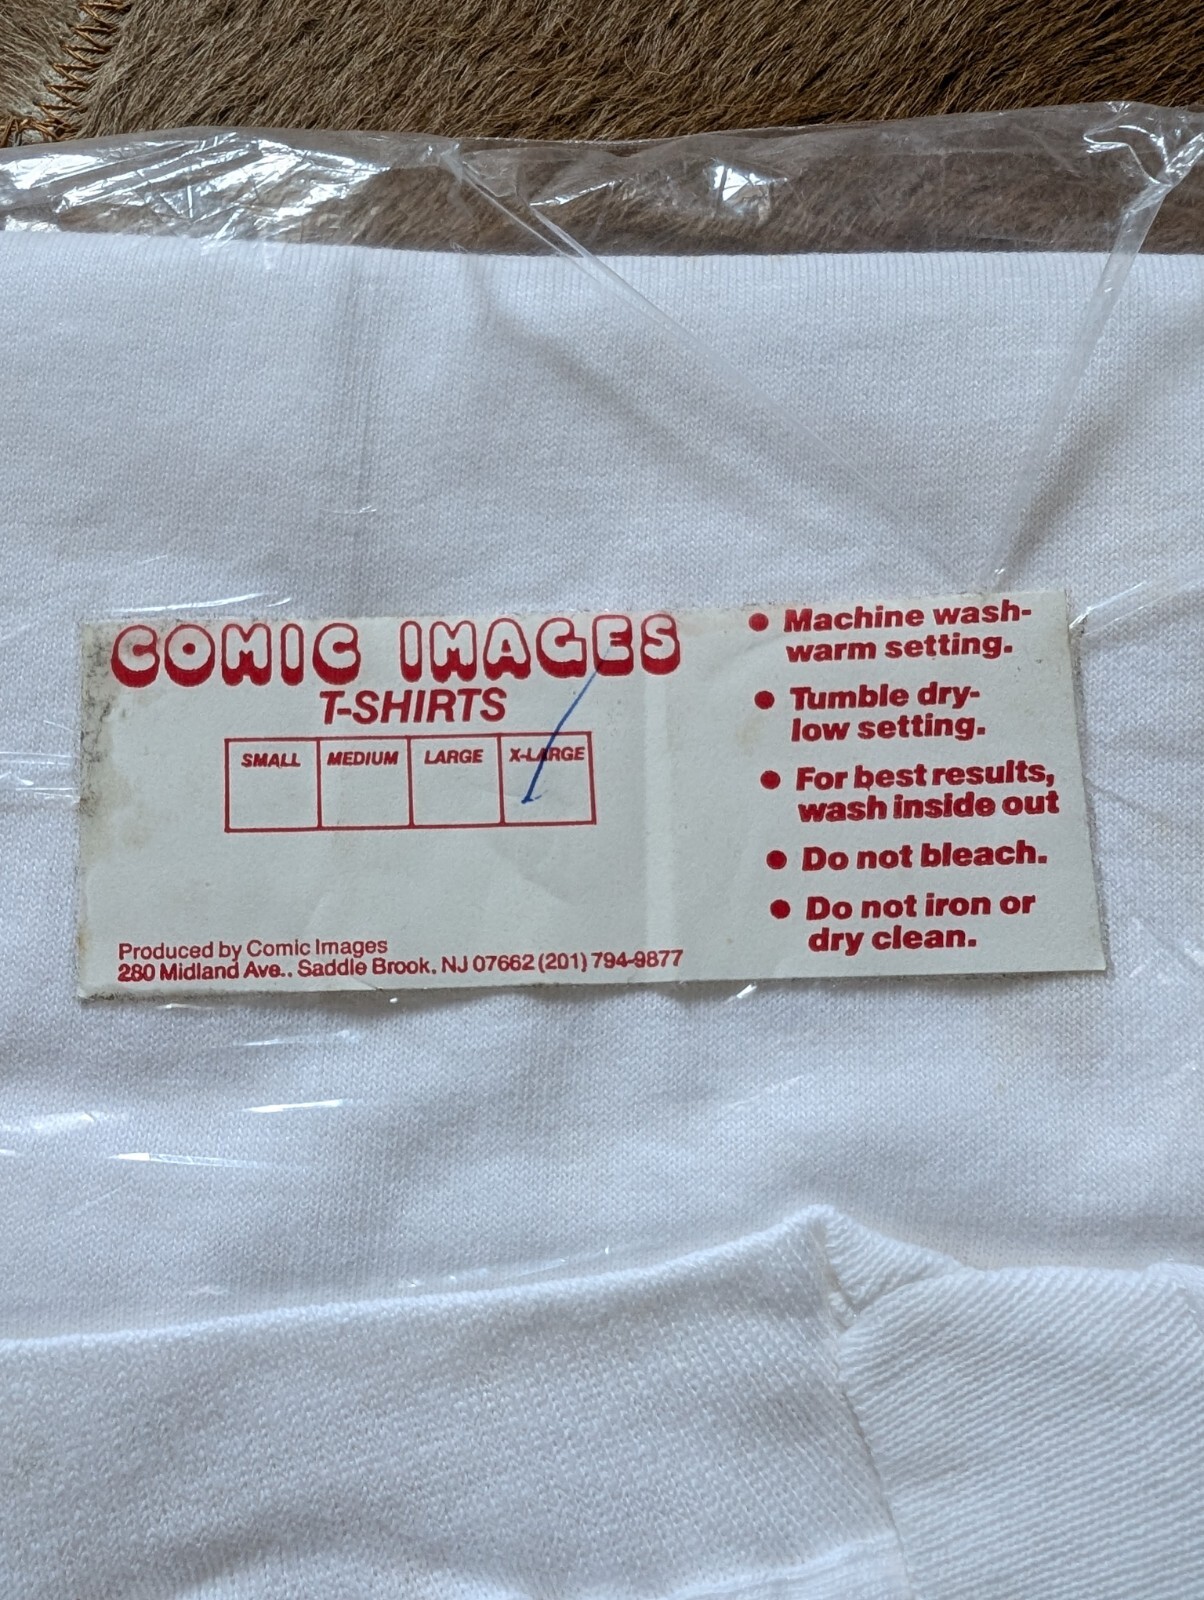 COMIC IMAGES
T-SHIRTS
SMALL MEDIUM LARGE X-LARGE
Produced by Comic Images
280 Midland Ave., Saddle Brook, NJ 07662 (201) 794-9877
• Machine wash-
warm setting.
• Tumble dry-
low setting.
• For best results,
wash inside out
• Do not bleach.
• Do not iron or
dry clean.